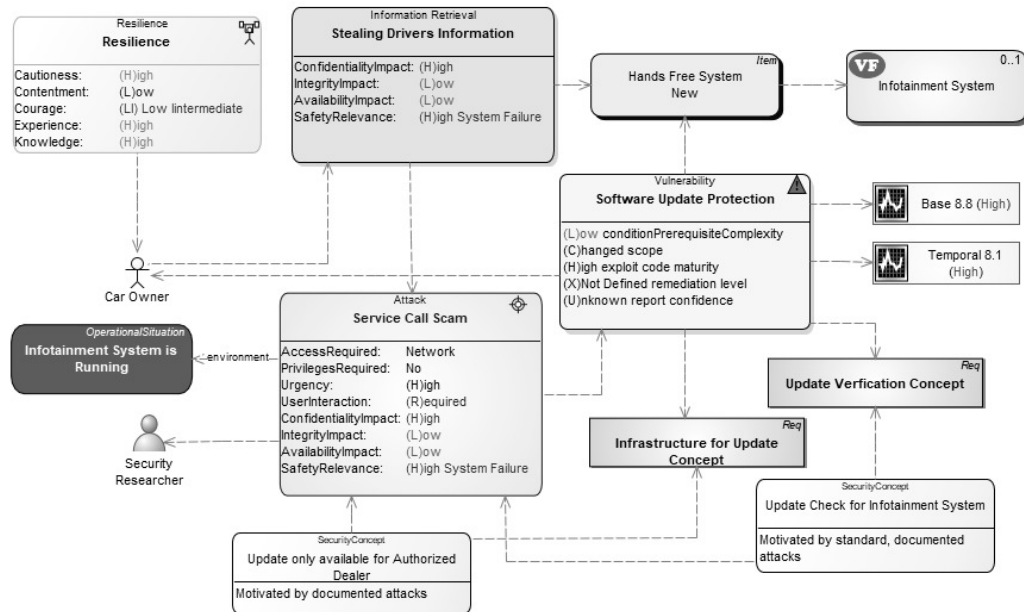 Resilience
Resilience
Cautioness: (H)igh
Contentment: (L)ow
Courage: (LI) Low Iintermediate
Experience: (H)igh
Knowledge: (H)igh
Information Retrieval
Stealing Drivers Information
ConfidentialityImpact: (H)igh
IntegrityImpact: (L)ow
AvailabilityImpact: (L)ow
SafetyRelevance: (H)igh System Failure
Item
Hands Free System
New
VF
0..1
Infotainment System
Vulnerability
Software Update Protection
(L)ow conditionPrerequisiteComplexity
(C)hanged scope
(H)igh exploit code maturity
(X)Not Defined remediation level
(U)nknown report confidence
Base 8.8 (High)
Temporal 8.1
(High)
Car Owner
OperationalSituation
Infotainment System is
Running
environment
Attack
Service Call Scam
AccessRequired: Network
PrivilegesRequired: No
Urgency: (H)igh
UserInteraction: (R)equired
ConfidentialityImpact: (H)igh
IntegrityImpact: (L)ow
AvailabilityImpact: (L)ow
SafetyRelevance: (H)igh System Failure
Security
Researcher
Req
Update Verfication Concept
Req
Infrastructure for Update
Concept
SecurityConcept
Update Check for Infotainment System
Motivated by standard, documented
attacks
SecurityConcept
Update only available for Authorized
Dealer
Motivated by documented attacks